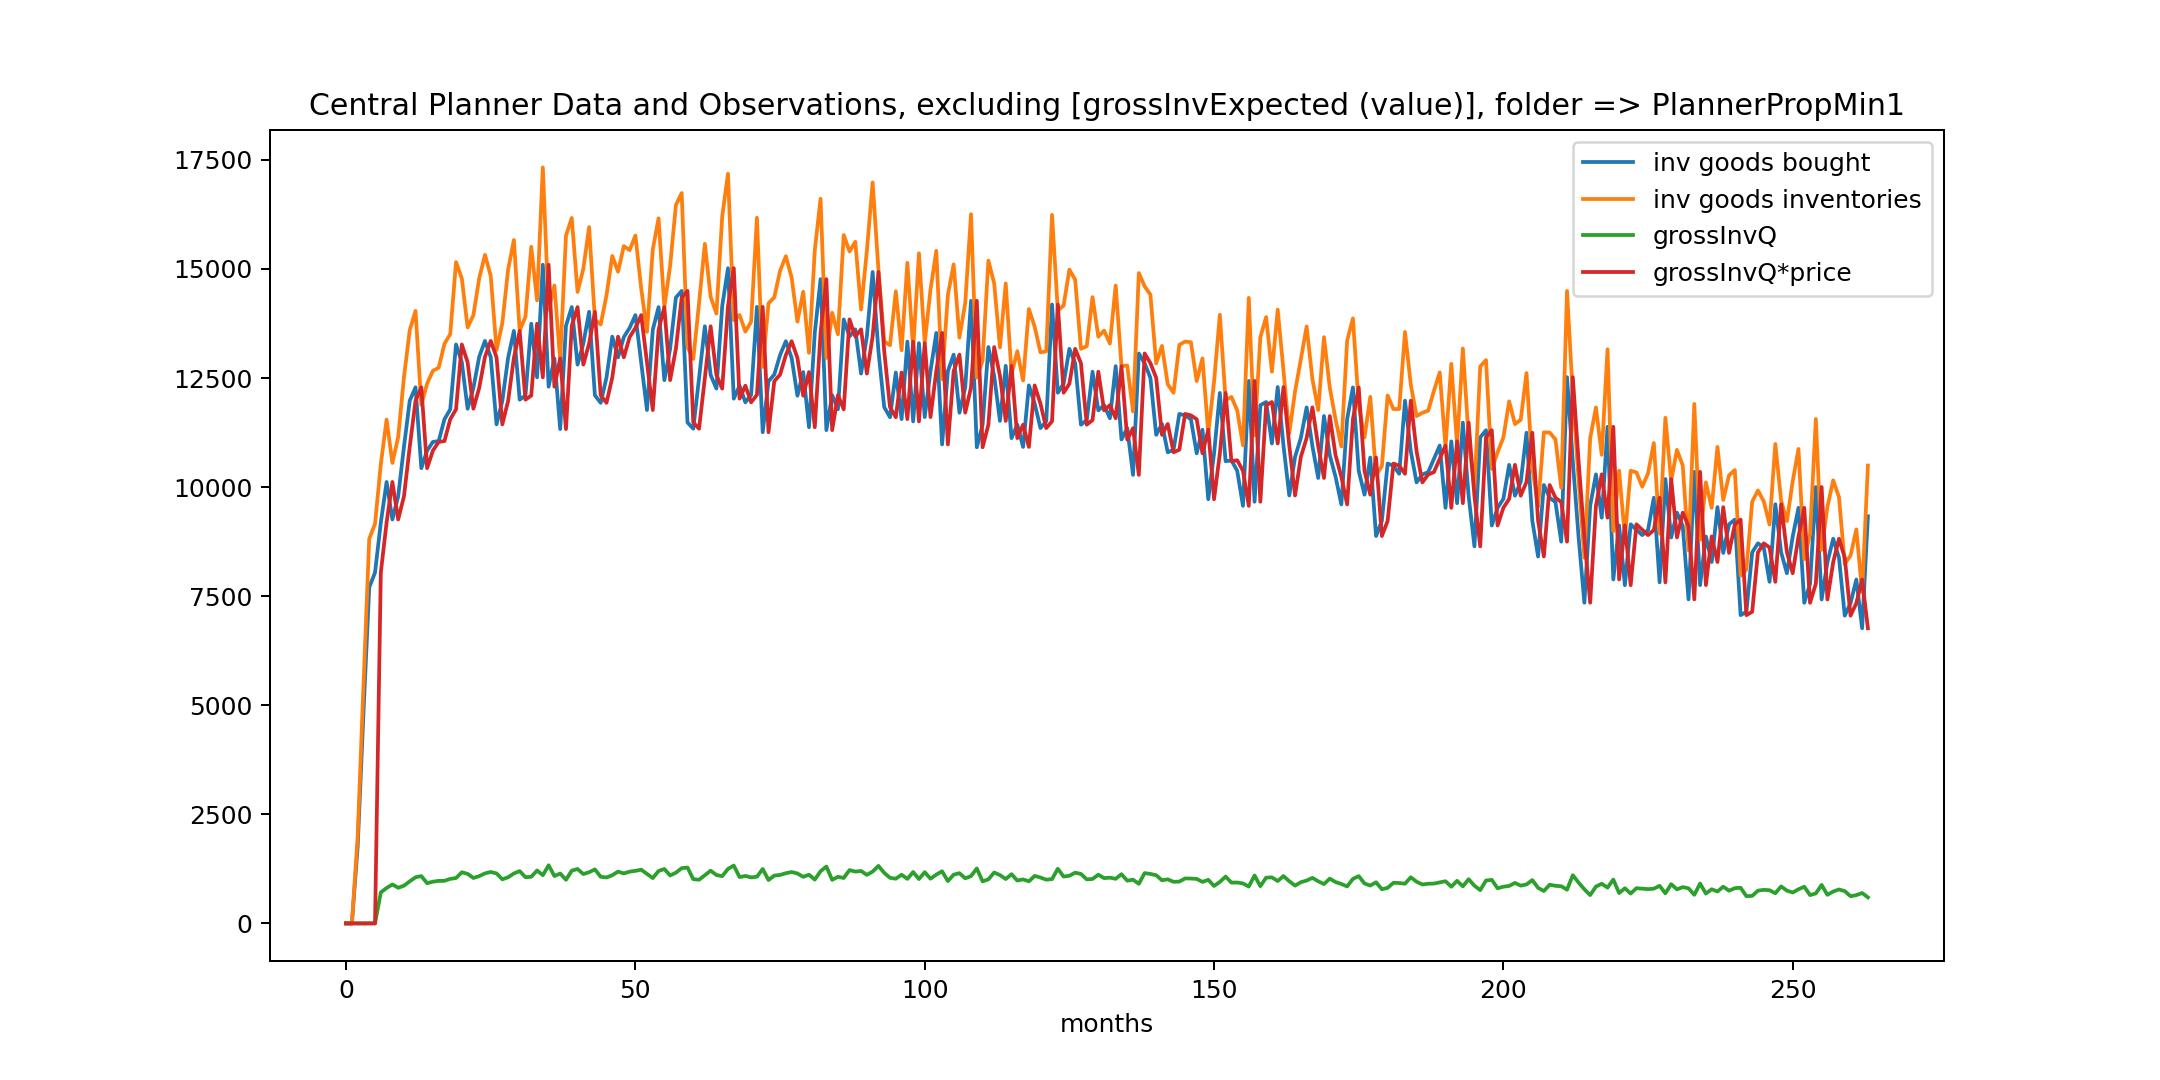 Central Planner Data and Observations, excluding [grossInvExpected (value)], folder => PlannerPropMin1
17500
15000
12500
10000
7500
5000
2500
0
inv goods bought
inv goods inventories
grossInvQ
grossInvQ*price
0 50 100 150 200 250
months